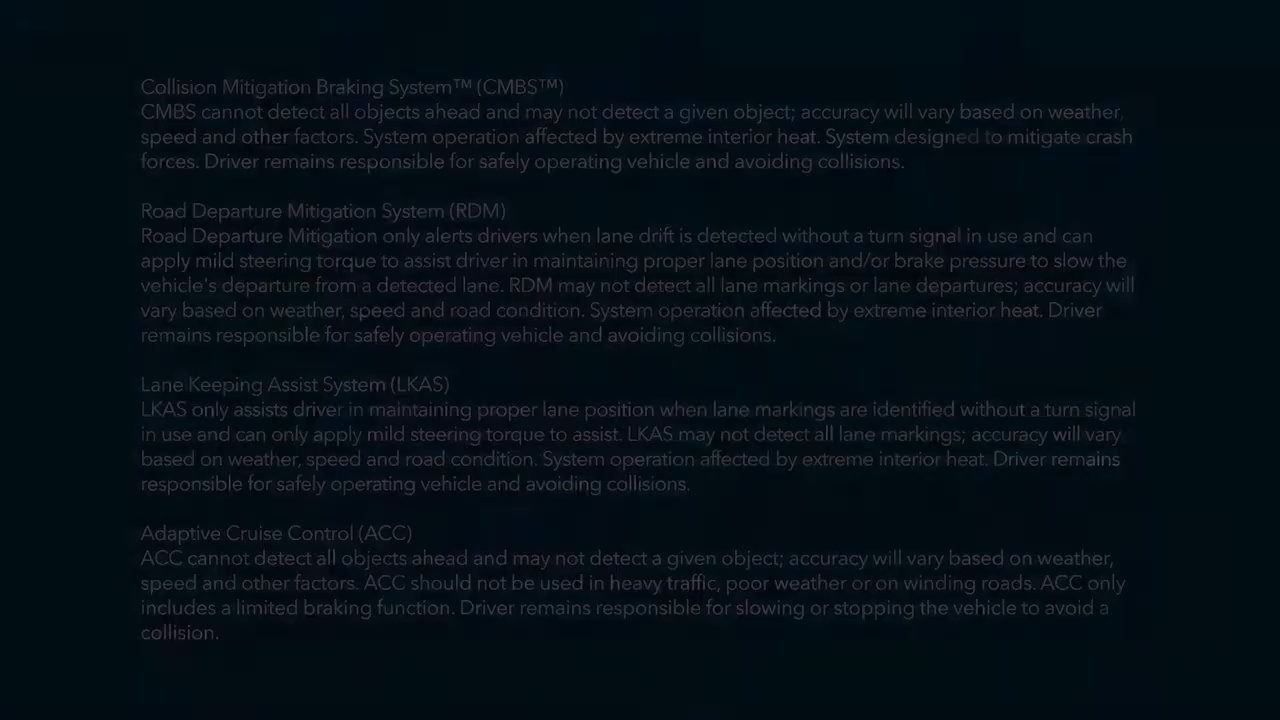 Collision Mitigation Braking System™ (CMBS™)
CMBS cannot detect all objects ahead and may not detect a given object; accuracy will vary based on weather,
speed and other factors. System operation affected by extreme interior heat. System designed to mitigate crash
forces. Driver remains responsible for safely operating vehicle and avoiding collisions.
Road Departure Mitigation System (RDM)
Road Departure Mitigation only alerts drivers when lane drift is detected without a turn signal in use and can
apply mild steering torque to assist driver in maintaining proper lane position and/or brake pressure to slow the
vehicle's departure from a detected lane. RDM may not detect all lane markings or lane departures; accuracy will
vary based on weather, speed and road condition. System operation affected by extreme interior heat. Driver
remains responsible for safely operating vehicle and avoiding collisions.
Lane Keeping Assist System (LKAS)
LKAS only assists driver in maintaining proper lane position when lane markings are identified without a turn signal
in use and can only apply mild steering torque to assist. LKAS may not detect all lane markings; accuracy will vary
based on weather, speed and road condition. System operation affected by extreme interior heat. Driver remains
responsible for safely operating vehicle and avoiding collisions.
Adaptive Cruise Control (ACC)
ACC cannot detect all objects ahead and may not detect a given object; accuracy will vary based on weather,
speed and other factors. ACC should not be used in heavy traffic, poor weather or on winding roads. ACC only
includes a limited braking function. Driver remains responsible for slowing or stopping the vehicle to avoid a
collision.